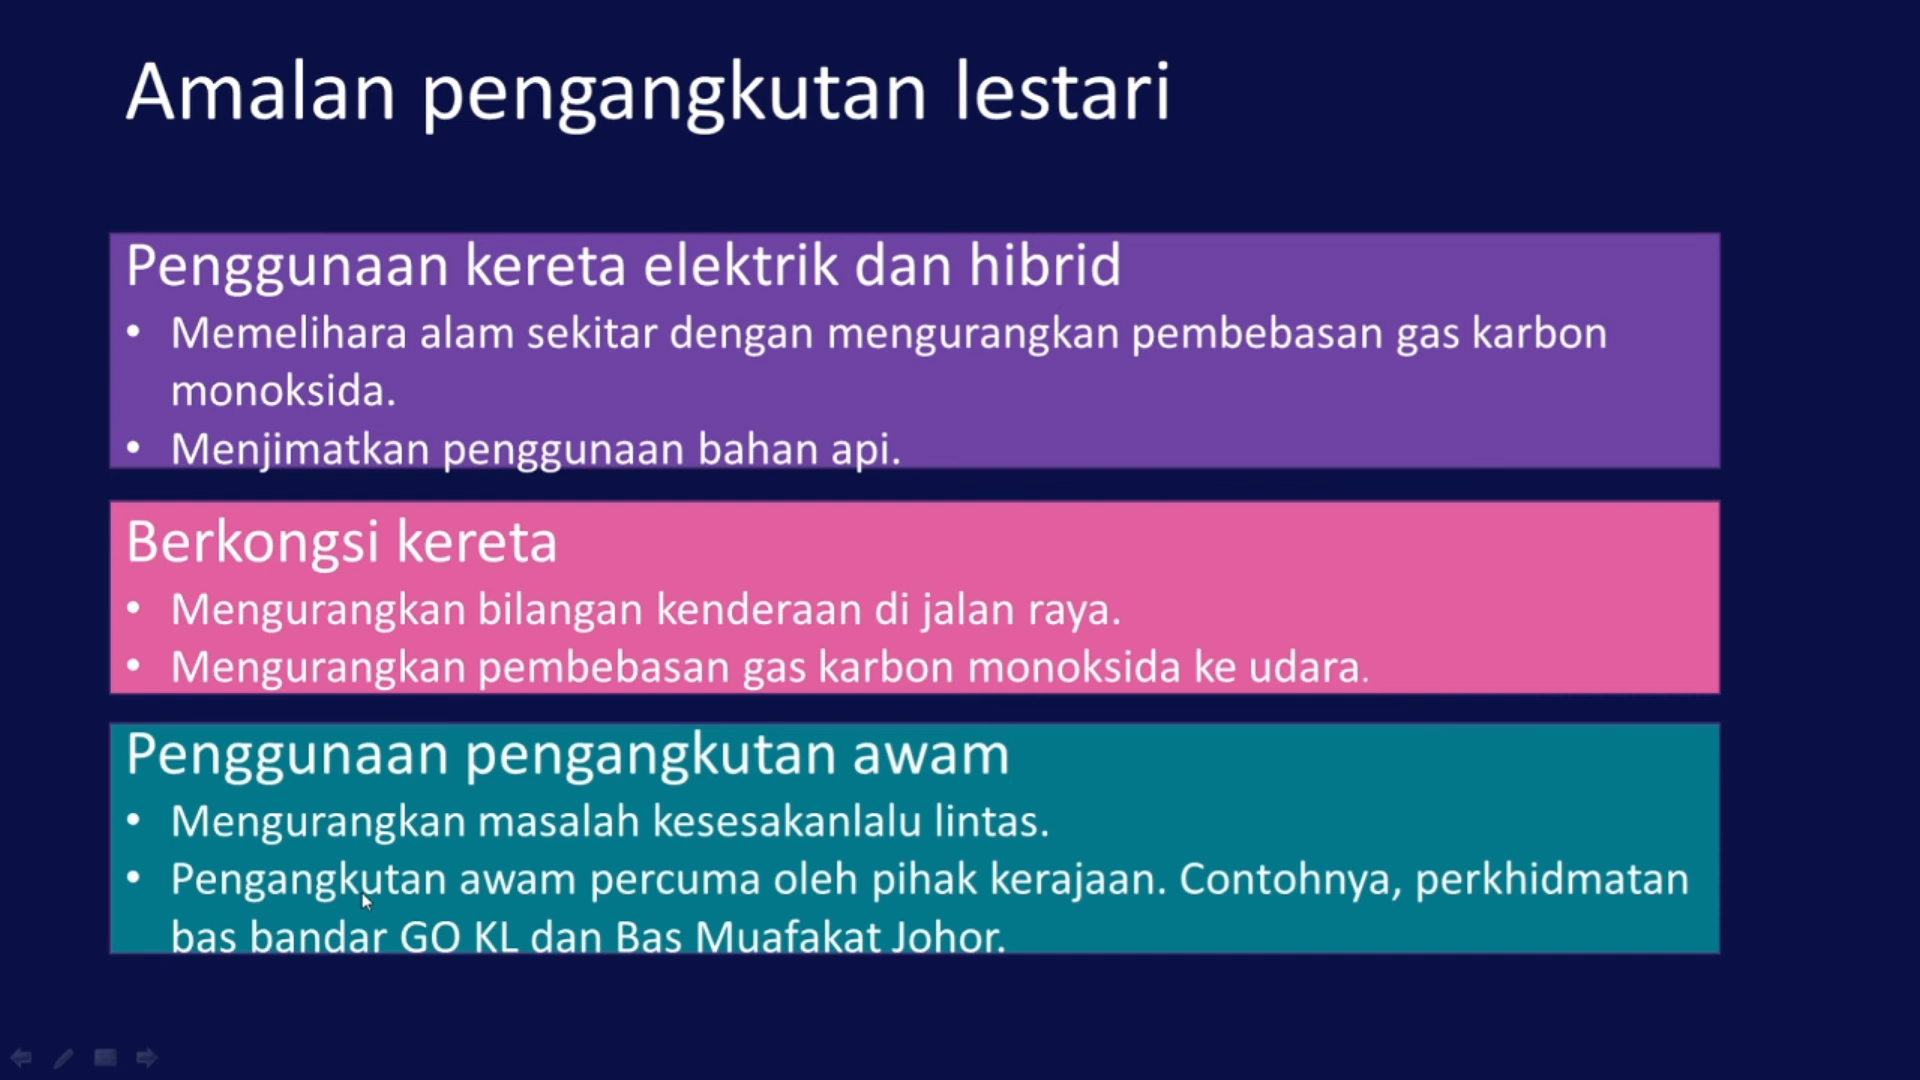 Amalan pengangkutan lestari
Penggunaan kereta elektrik dan hibrid
• Memelihara alam sekitar dengan mengurangkan pembebasan gas karbon
monoksida.
• Menjimatkan penggunaan bahan api.
Berkongsi kereta
• Mengurangkan bilangan kenderaan di jalan raya.
• Mengurangkan pembebasan gas karbon monoksida ke udara.
Penggunaan pengangkutan awam
• Mengurangkan masalah kesesakanlalu lintas.
• Pengangkutan awam percuma oleh pihak kerajaan. Contohnya, perkhidmatan
bas bandar GO KL dan Bas Muafakat Johor.